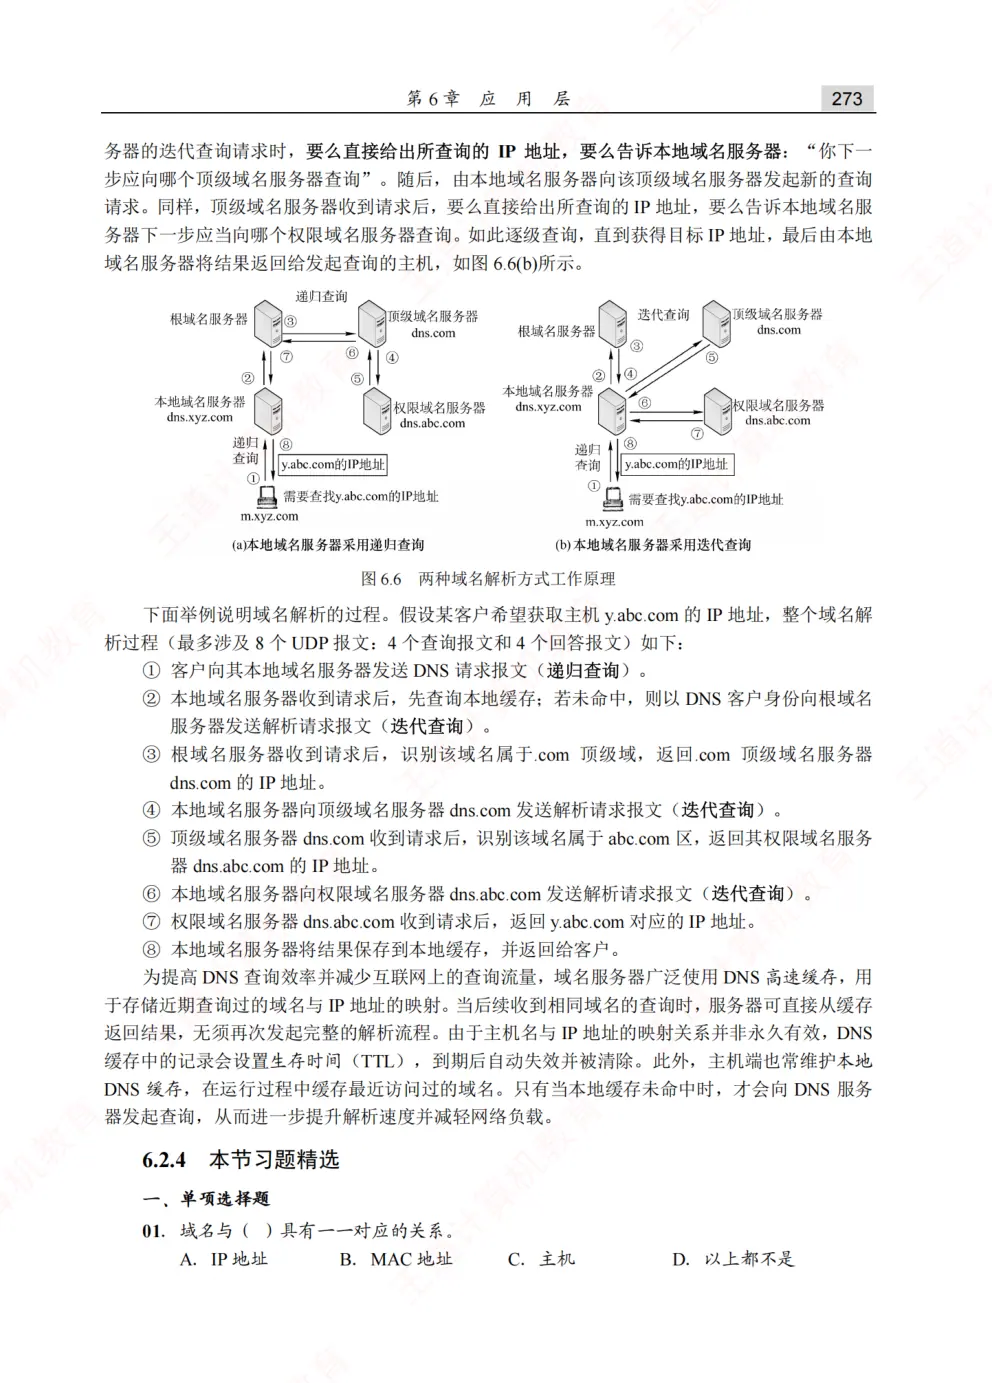 第6章 应 用 层 273
务器的迭代查询请求时，要么直接给出所查询的 IP 地址，要么告诉本地域名服务器：“你下一
步应向哪个顶级域名服务器查询”。随后，由本地域名服务器向该顶级域名服务器发起新的查询
请求。同样，顶级域名服务器收到请求后，要么直接给出所查询的 IP 地址，要么告诉本地域名服
务器下一步应当向哪个权限域名服务器查询。如此逐级查询，直到获得目标 IP 地址，最后由本地
域名服务器将结果返回给发起查询的主机，如图 6.6(b)所示。
递归查询
根域名服务器
③
顶级域名服务器
dns.com
⑦
⑥
④
②
⑤
本地域名服务器
dns.xyz.com
权限域名服务器
dns.abc.com
递归
查询
⑧
y.abc.com的IP地址
①
需要查找y.abc.com的IP地址
m.xyz.com
(a)本地域名服务器采用递归查询
迭代查询
根域名服务器
顶级域名服务器
dns.com
③
⑤
②
④
本地域名服务器
dns.xyz.com
⑥
权限域名服务器
dns.abc.com
⑦
递归
查询
⑧
y.abc.com的IP地址
①
需要查找y.abc.com的IP地址
m.xyz.com
(b)本地域名服务器采用迭代查询
图 6.6 两种域名解析方式工作原理
下面举例说明域名解析的过程。假设某客户希望获取主机 y.abc.com 的 IP 地址，整个域名解
析过程（最多涉及 8 个 UDP 报文：4 个查询报文和 4 个回答报文）如下：
① 客户向其本地域名服务器发送 DNS 请求报文（递归查询）。
② 本地域名服务器收到请求后，先查询本地缓存；若未命中，则以 DNS 客户身份向根域名
服务器发送解析请求报文（迭代查询）。
③ 根域名服务器收到请求后，识别该域名属于.com 顶级域，返回.com 顶级域名服务器
dns.com 的 IP 地址。
④ 本地域名服务器向顶级域名服务器 dns.com 发送解析请求报文（迭代查询）。
⑤ 顶级域名服务器 dns.com 收到请求后，识别该域名属于 abc.com 区，返回其权限域名服务
器 dns.abc.com 的 IP 地址。
⑥ 本地域名服务器向权限域名服务器 dns.abc.com 发送解析请求报文（迭代查询）。
⑦ 权限域名服务器 dns.abc.com 收到请求后，返回 y.abc.com 对应的 IP 地址。
⑧ 本地域名服务器将结果保存到本地缓存，并返回给客户。
为提高 DNS 查询效率并减少互联网上的查询流量，域名服务器广泛使用 DNS 高速缓存，用
于存储近期查询过的域名与 IP 地址的映射。当后续收到相同域名的查询时，服务器可直接从缓存
返回结果，无须再次发起完整的解析流程。由于主机名与 IP 地址的映射关系并非永久有效，DNS
缓存中的记录会设置生存时间（TTL），到期后自动失效并被清除。此外，主机端也常维护本地
DNS 缓存，在运行过程中缓存最近访问过的域名。只有当本地缓存未命中时，才会向 DNS 服务
器发起查询，从而进一步提升解析速度并减轻网络负载。
6.2.4 本节习题精选
一、单项选择题
01. 域名与（ ）具有一一对应的关系。
A. IP 地址 B. MAC 地址 C. 主机 D. 以上都不是